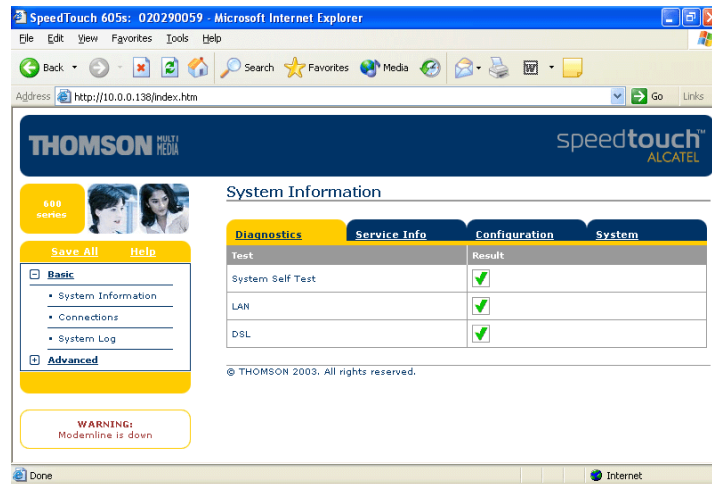 SpeedTouch 605s: 020290059 - Microsoft Internet Explorer
File Edit View Favorites Tools Help
Back Search Favorites Media
Address http://10.0.0.138/index.htm Go Links
THOMSON MULTI MEDIA
speedtouch™
ALCATEL
600 series
System Information
Save All Help
Diagnostics Service Info Configuration System
Test Result
Basic
System Self Test
System Information
LAN
Connections
DSL
System Log
Advanced
© THOMSON 2003. All rights reserved.
WARNING:
Modemline is down
Done Internet